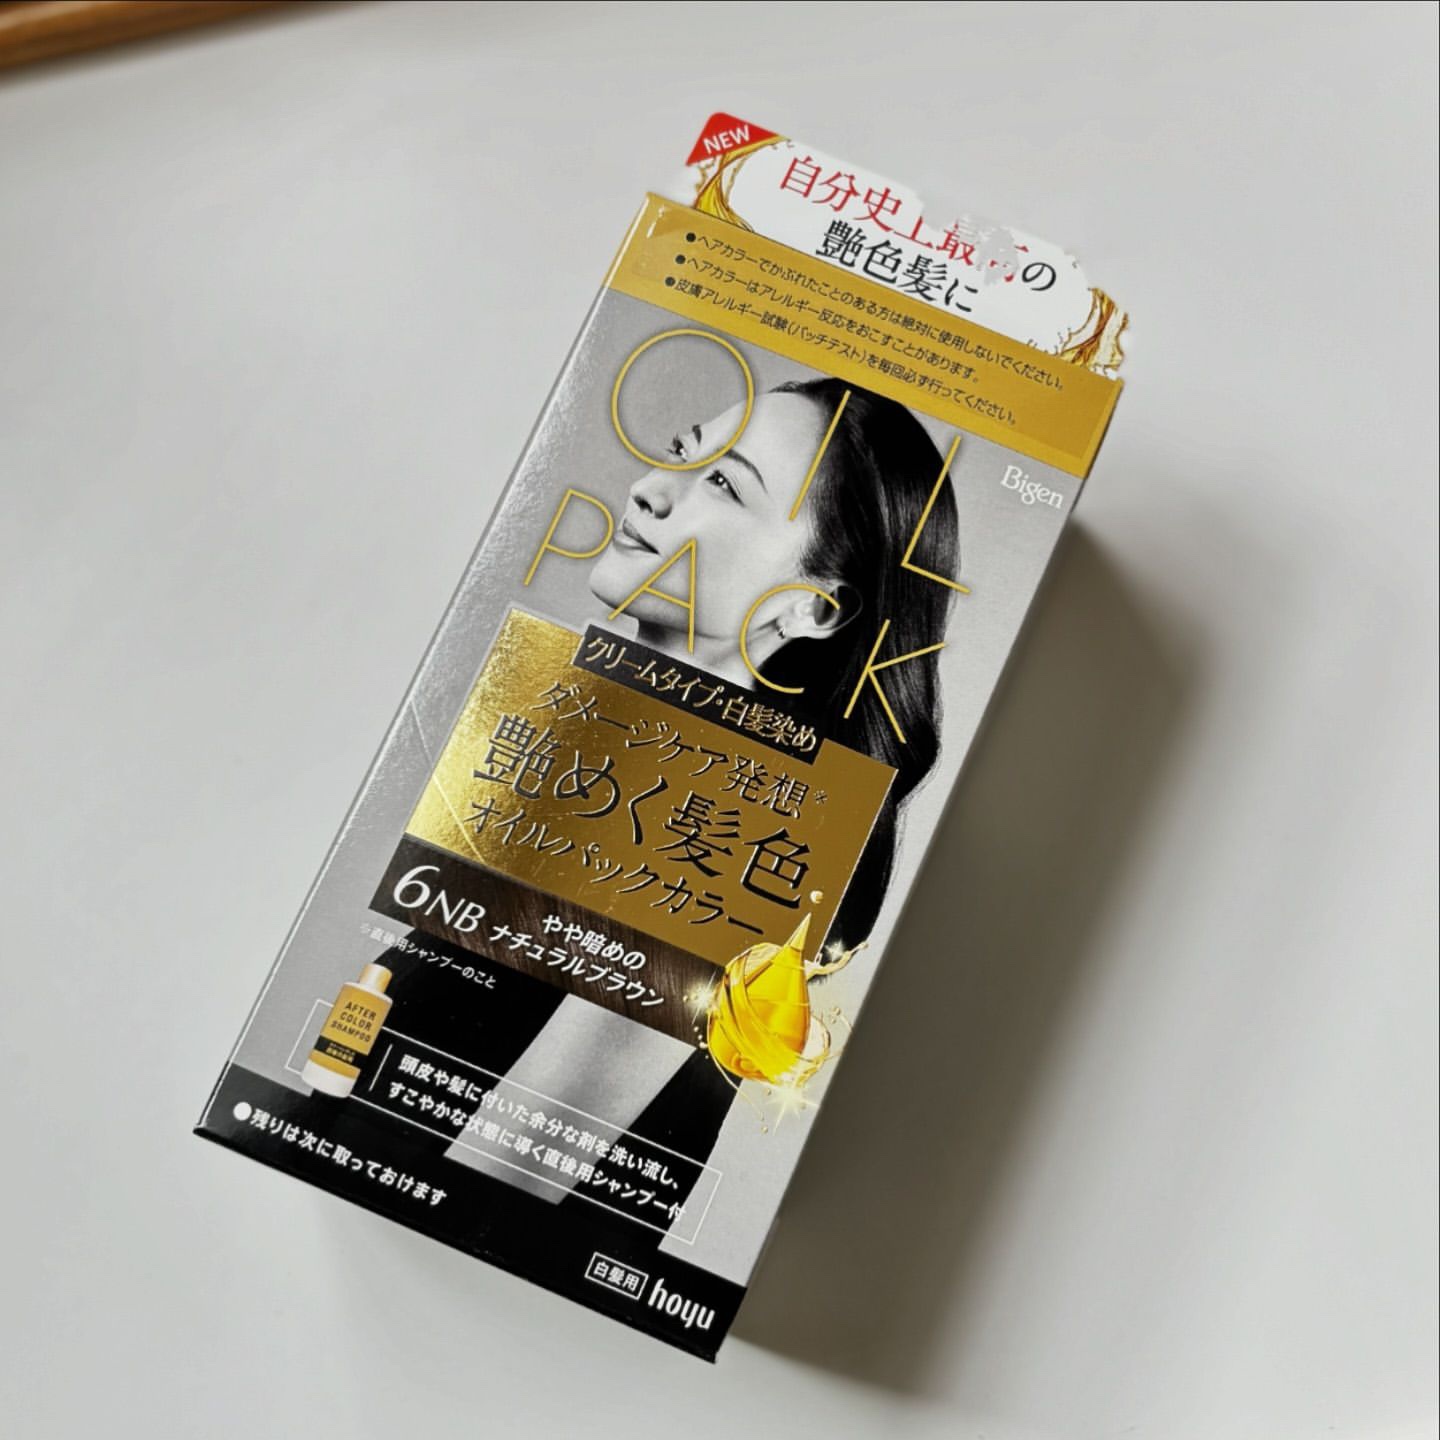 NEW
自分史上最高の
艶色髪に
●ヘアカラーでかぶれたことのある方は絶対に使用しないでください。
●ヘアカラーはアレルギー反応をおこすことがあります。
●皮膚アレルギー試験(パッチテスト)を毎回必ず行ってください。
Bigen
OIL
PACK
クリームタイプ・白髪染め
ダメージケア発想※
艶めく髪色
オイルパックカラー
6NB
やや暗めの
ナチュラルブラウン
※直後用シャンプーのこと
AFTER
COLOR
SHAMPOO
頭皮や髪に付いた余分な剤を洗い流し、
すこやかな状態に導く直後用シャンプー付
●残りは次に取っておけます
白髪用
hoyu